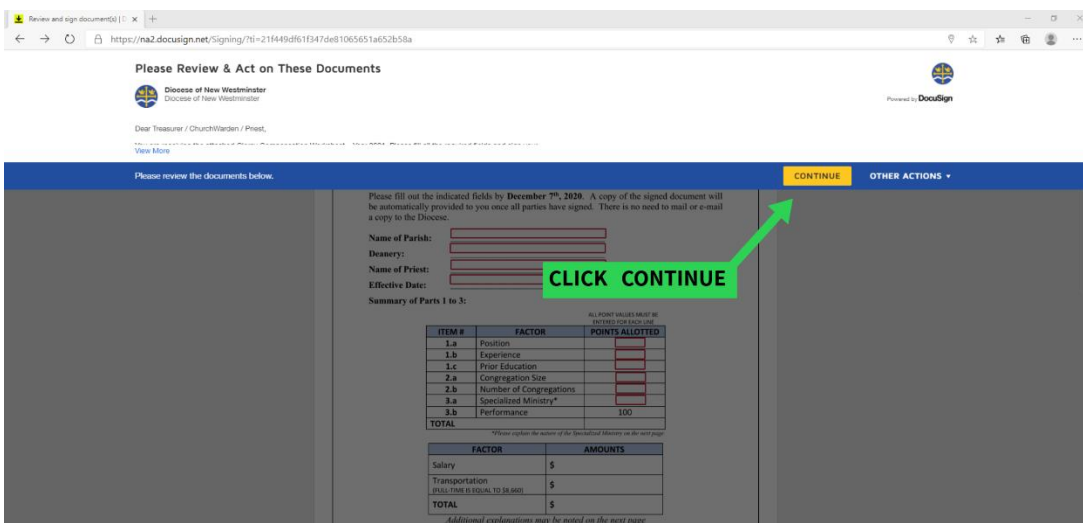 Review and sign document(s) | D
https://na2.docusign.net/Signing/?ti=21f449df61f347de81065651a652b58a
Please Review & Act on These Documents
Diocese of New Westminster
Diocese of New Westminster
Powered by DocuSign
Dear Treasurer / ChurchWarden / Priest,
View More
Please review the documents below.
CONTINUE
OTHER ACTIONS
Please fill out the indicated fields by December 7th, 2020. A copy of the signed document will
be automatically provided to you once all parties have signed. There is no need to mail or e-mail
a copy to the Diocese.
Name of Parish:
Deanery:
Name of Priest:
Effective Date:
CLICK CONTINUE
Summary of Parts 1 to 3:
ALL POINT VALUES MUST BE
ENTERED FOR EACH LINE
ITEM # FACTOR POINTS ALLOTTED
1.a Position
1.b Experience
1.c Prior Education
2.a Congregation Size
2.b Number of Congregations
3.a Specialized Ministry*
3.b Performance 100
TOTAL
*Please explain the nature of the Specialized Ministry on the next page
FACTOR AMOUNTS
Salary $
Transportation
(FULL-TIME IS EQUAL TO $8,660) $
TOTAL $
Additional explanations may be noted on the next page